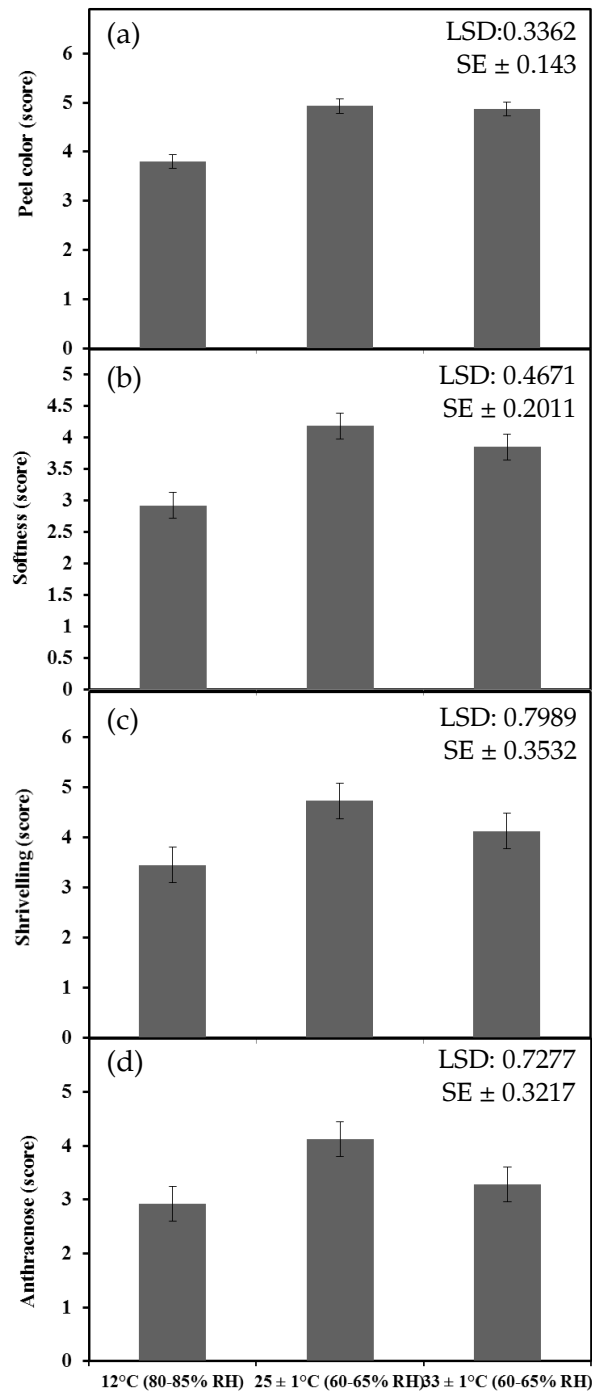 (a)
LSD:0.3362
SE ± 0.143
Peel color (score)
6
5
4
3
2
1
0
(b)
LSD: 0.4671
SE ± 0.2011
Softness (score)
5
4.5
4
3.5
3
2.5
2
1.5
1
0.5
0
(c)
LSD: 0.7989
SE ± 0.3532
Shrivelling (score)
6
5
4
3
2
1
0
(d)
LSD: 0.7277
SE ± 0.3217
Anthracnose (score)
5
4
3
2
1
0
12°C (80-85% RH) 25 ± 1°C (60-65% RH)33 ± 1°C (60-65% RH)